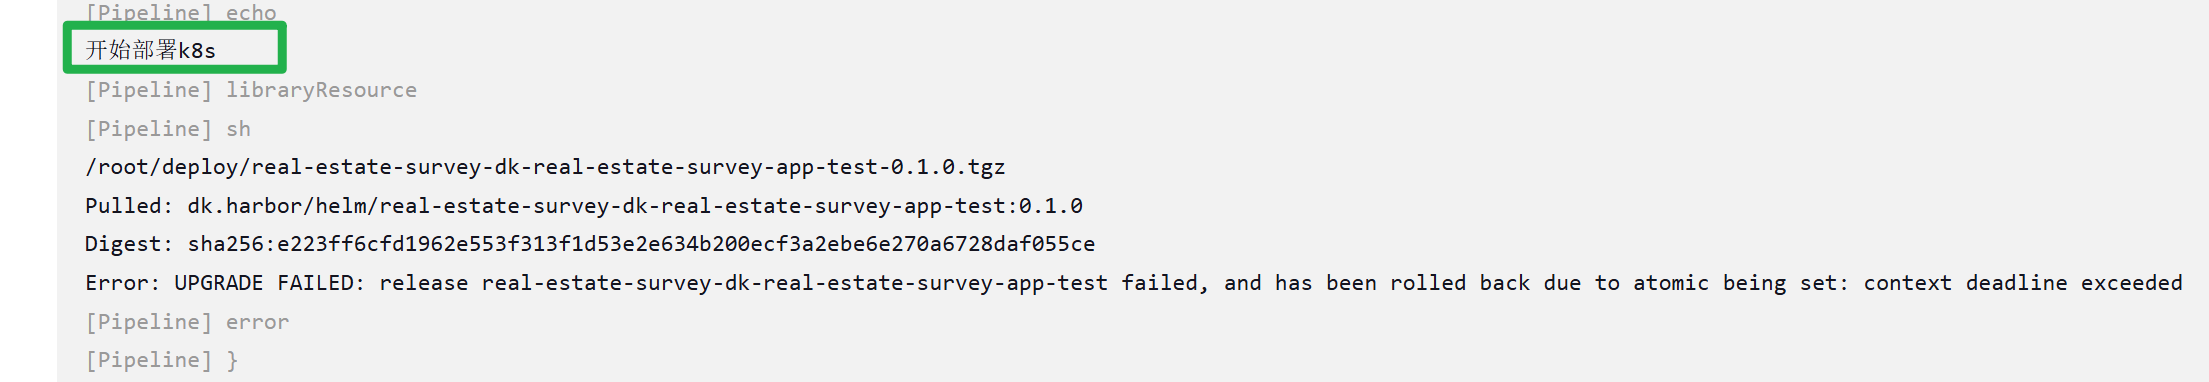 [Pipeline] echo
开始部署k8s
[Pipeline] libraryResource
[Pipeline] sh
/root/deploy/real-estate-survey-dk-real-estate-survey-app-test-0.1.0.tgz
Pulled: dk.harbor/helm/real-estate-survey-dk-real-estate-survey-app-test:0.1.0
Digest: sha256:e223ff6cfd1962e553f313f1d53e2e634b200ecf3a2ebe6e270a6728daf055ce
Error: UPGRADE FAILED: release real-estate-survey-dk-real-estate-survey-app-test failed, and has been rolled back due to atomic being set: context deadline exceeded
[Pipeline] error
[Pipeline] }